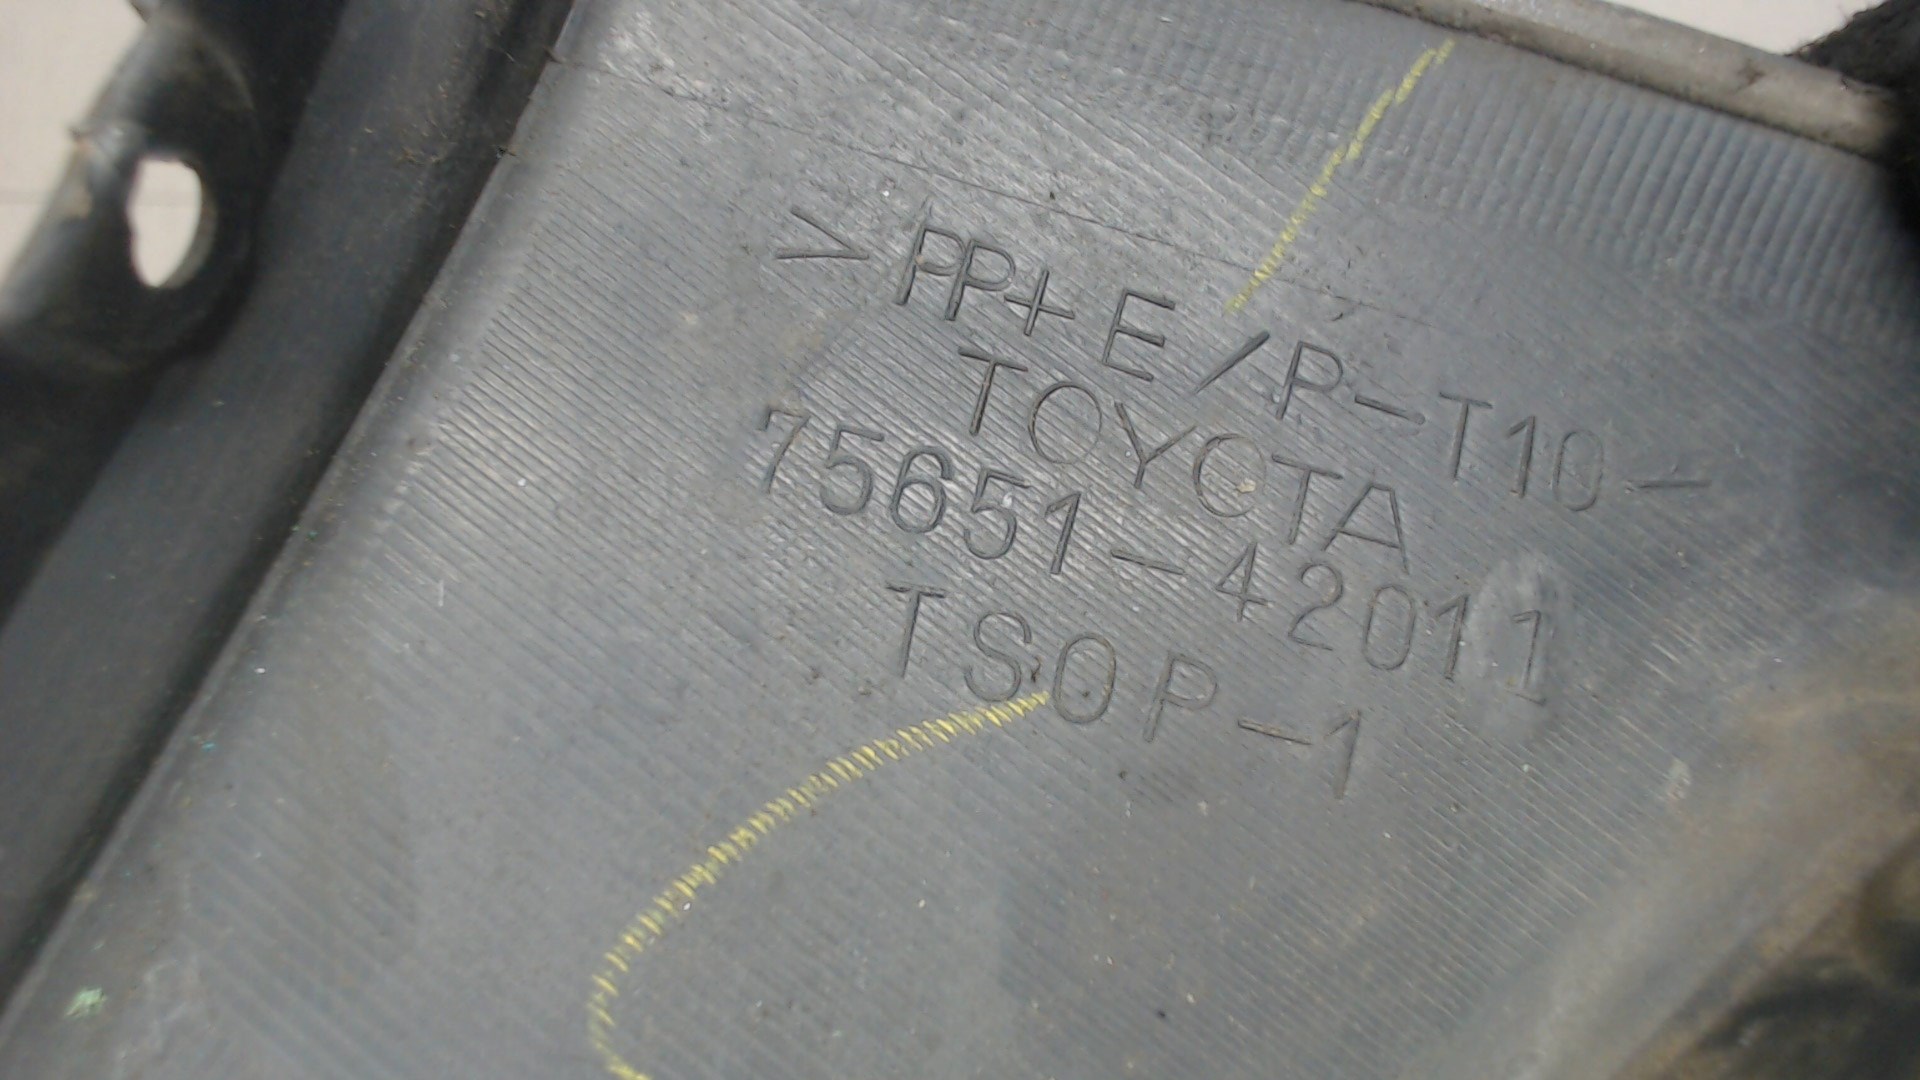 >PP+E/P-T10<
TOYOTA
75651-42011
TSOP-1